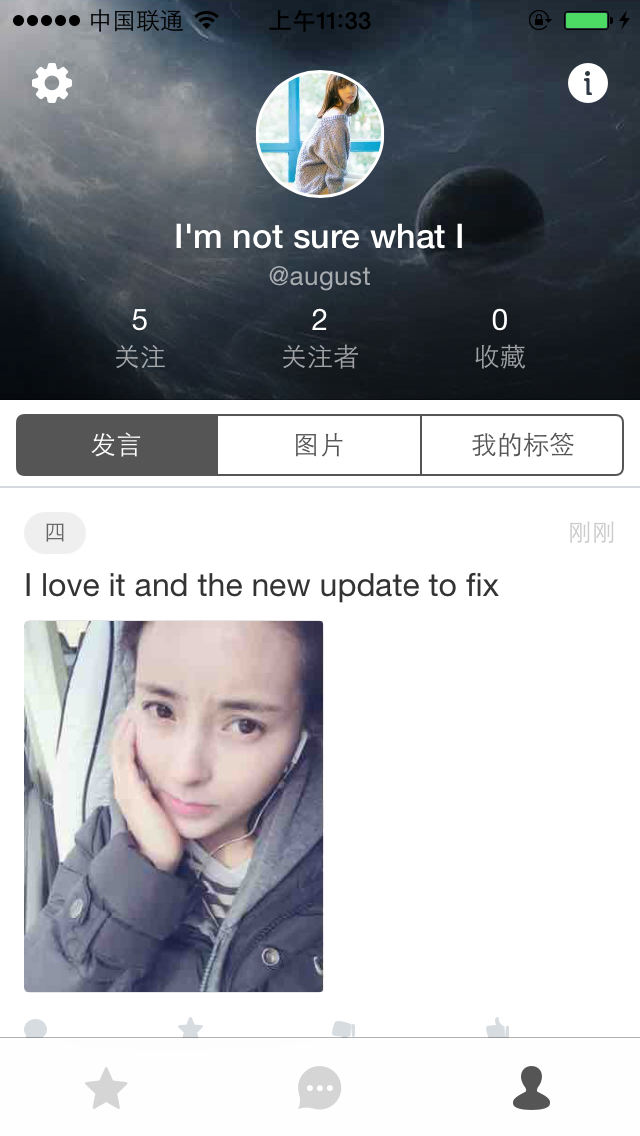 中国联通 上午11:33
I'm not sure what I
@august
5 2 0
关注 关注者 收藏
发言 图片 我的标签
四 刚刚
I love it and the new update to fix